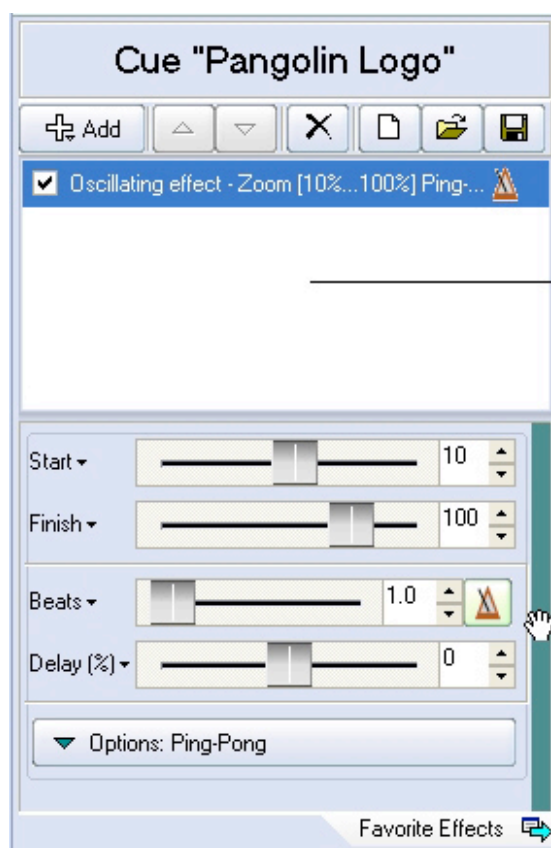 Cue "Pangolin Logo"
Add
Oscillating effect - Zoom [10%...100%] Ping-...
Start 10
Finish 100
Beats 1.0
Delay (%) 0
Options: Ping-Pong
Favorite Effects